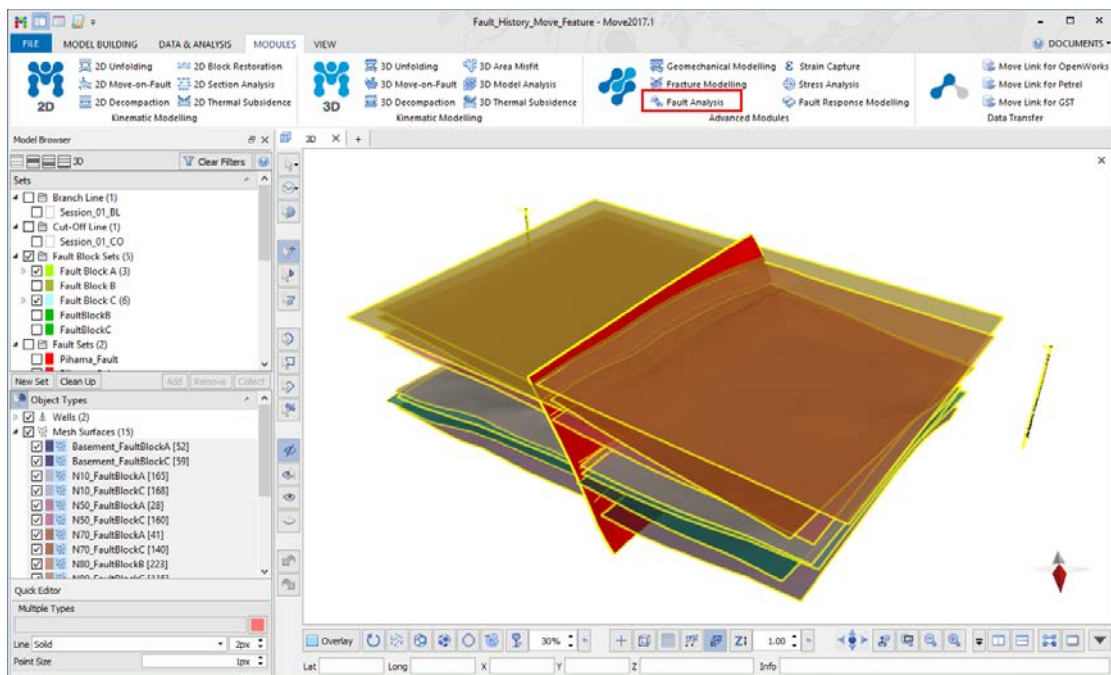 Fault_History_Move_Feature - Move2017.1
FILE MODEL BUILDING DATA & ANALYSIS MODULES VIEW DOCUMENTS
2D Unfolding 2D Block Restoration 3D Unfolding 3D Area Misfit Geomechanical Modelling Strain Capture Move Link for OpenWorks
2D Move-on-Fault 2D Section Analysis 3D Move-on-Fault 3D Model Analysis Fracture Modelling Stress Analysis Move Link for Petrel
2D 2D Decompaction 2D Thermal Subsidence 3D 3D Decompaction 3D Thermal Subsidence Fault Analysis Fault Response Modelling Move Link for GST
Kinematic Modelling Kinematic Modelling Advanced Modules Data Transfer
Model Browser 3D X +
3D Clear Filters
Sets
Branch Line (1)
Session_01_BL
Cut-Off Line (1)
Session_01_CO
Fault Block Sets (5)
Fault Block A (3)
Fault Block B
Fault Block C (6)
FaultBlockB
FaultBlockC
Fault Sets (2)
Pihama_Fault
New Set Clean Up Add Remove Collect
Object Types
Wells (2)
Mesh Surfaces (15)
Basement_FaultBlockA [52]
Basement_FaultBlockC [59]
N10_FaultBlockA [165]
N10_FaultBlockC [168]
N50_FaultBlockA [28]
N50_FaultBlockC [160]
N70_FaultBlockA [41]
N70_FaultBlockC [140]
N80_FaultBlockB [223]
Quick Editor
Multiple Types
Line Solid 2px
Point Size 1px
Overlay 30% Z: 1.00
Lat Long X Y Z Info